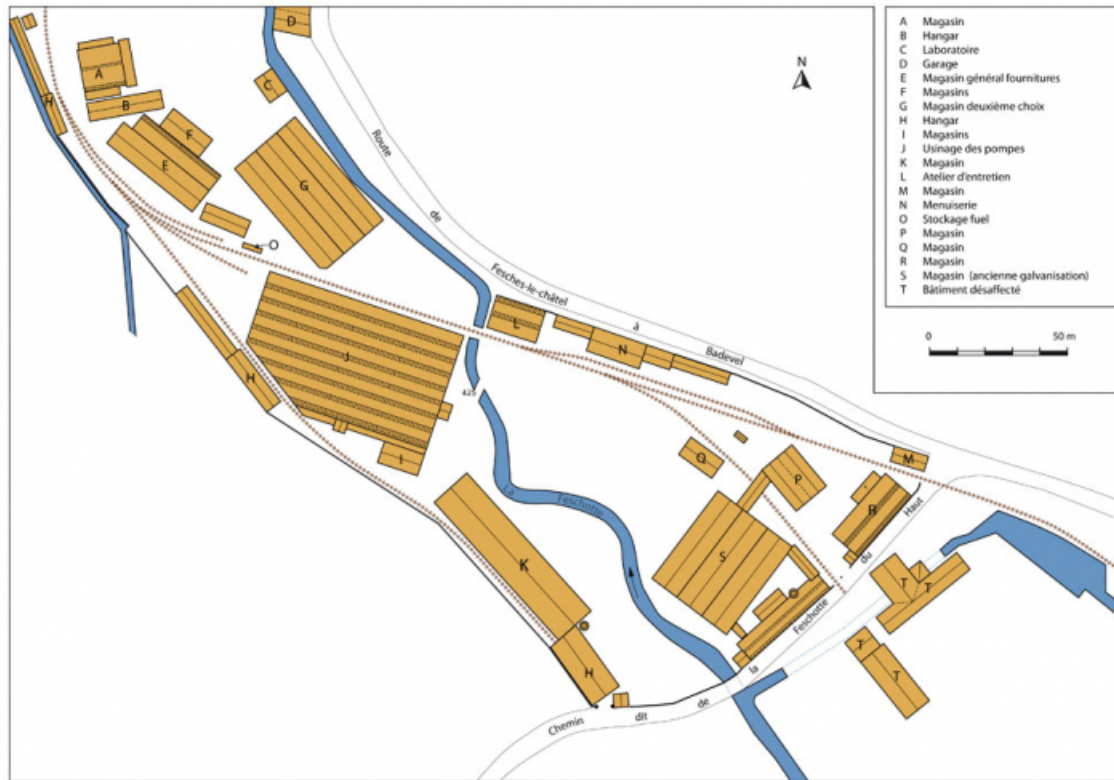 A Magasin
B Hangar
C Laboratoire
D Garage
E Magasin général fournitures
F Magasins
G Magasin deuxième choix
H Hangar
I Magasins
J Usinage des pompes
K Magasin
L Atelier d'entretien
M Magasin
N Menuiserie
O Stockage fuel
P Magasin
Q Magasin
R Magasin
S Magasin (ancienne galvanisation)
T Bâtiment désaffecté
0 50 m
N
D
A
H
B
C
F
E
G
O
Route de Fesches-le-châtel à Badevel
L
N
J
H
425
I
Q
P
M
R
La Feschotte
K
S
T
T
H
T
T
Chemin dit de la Feschotte du Haut